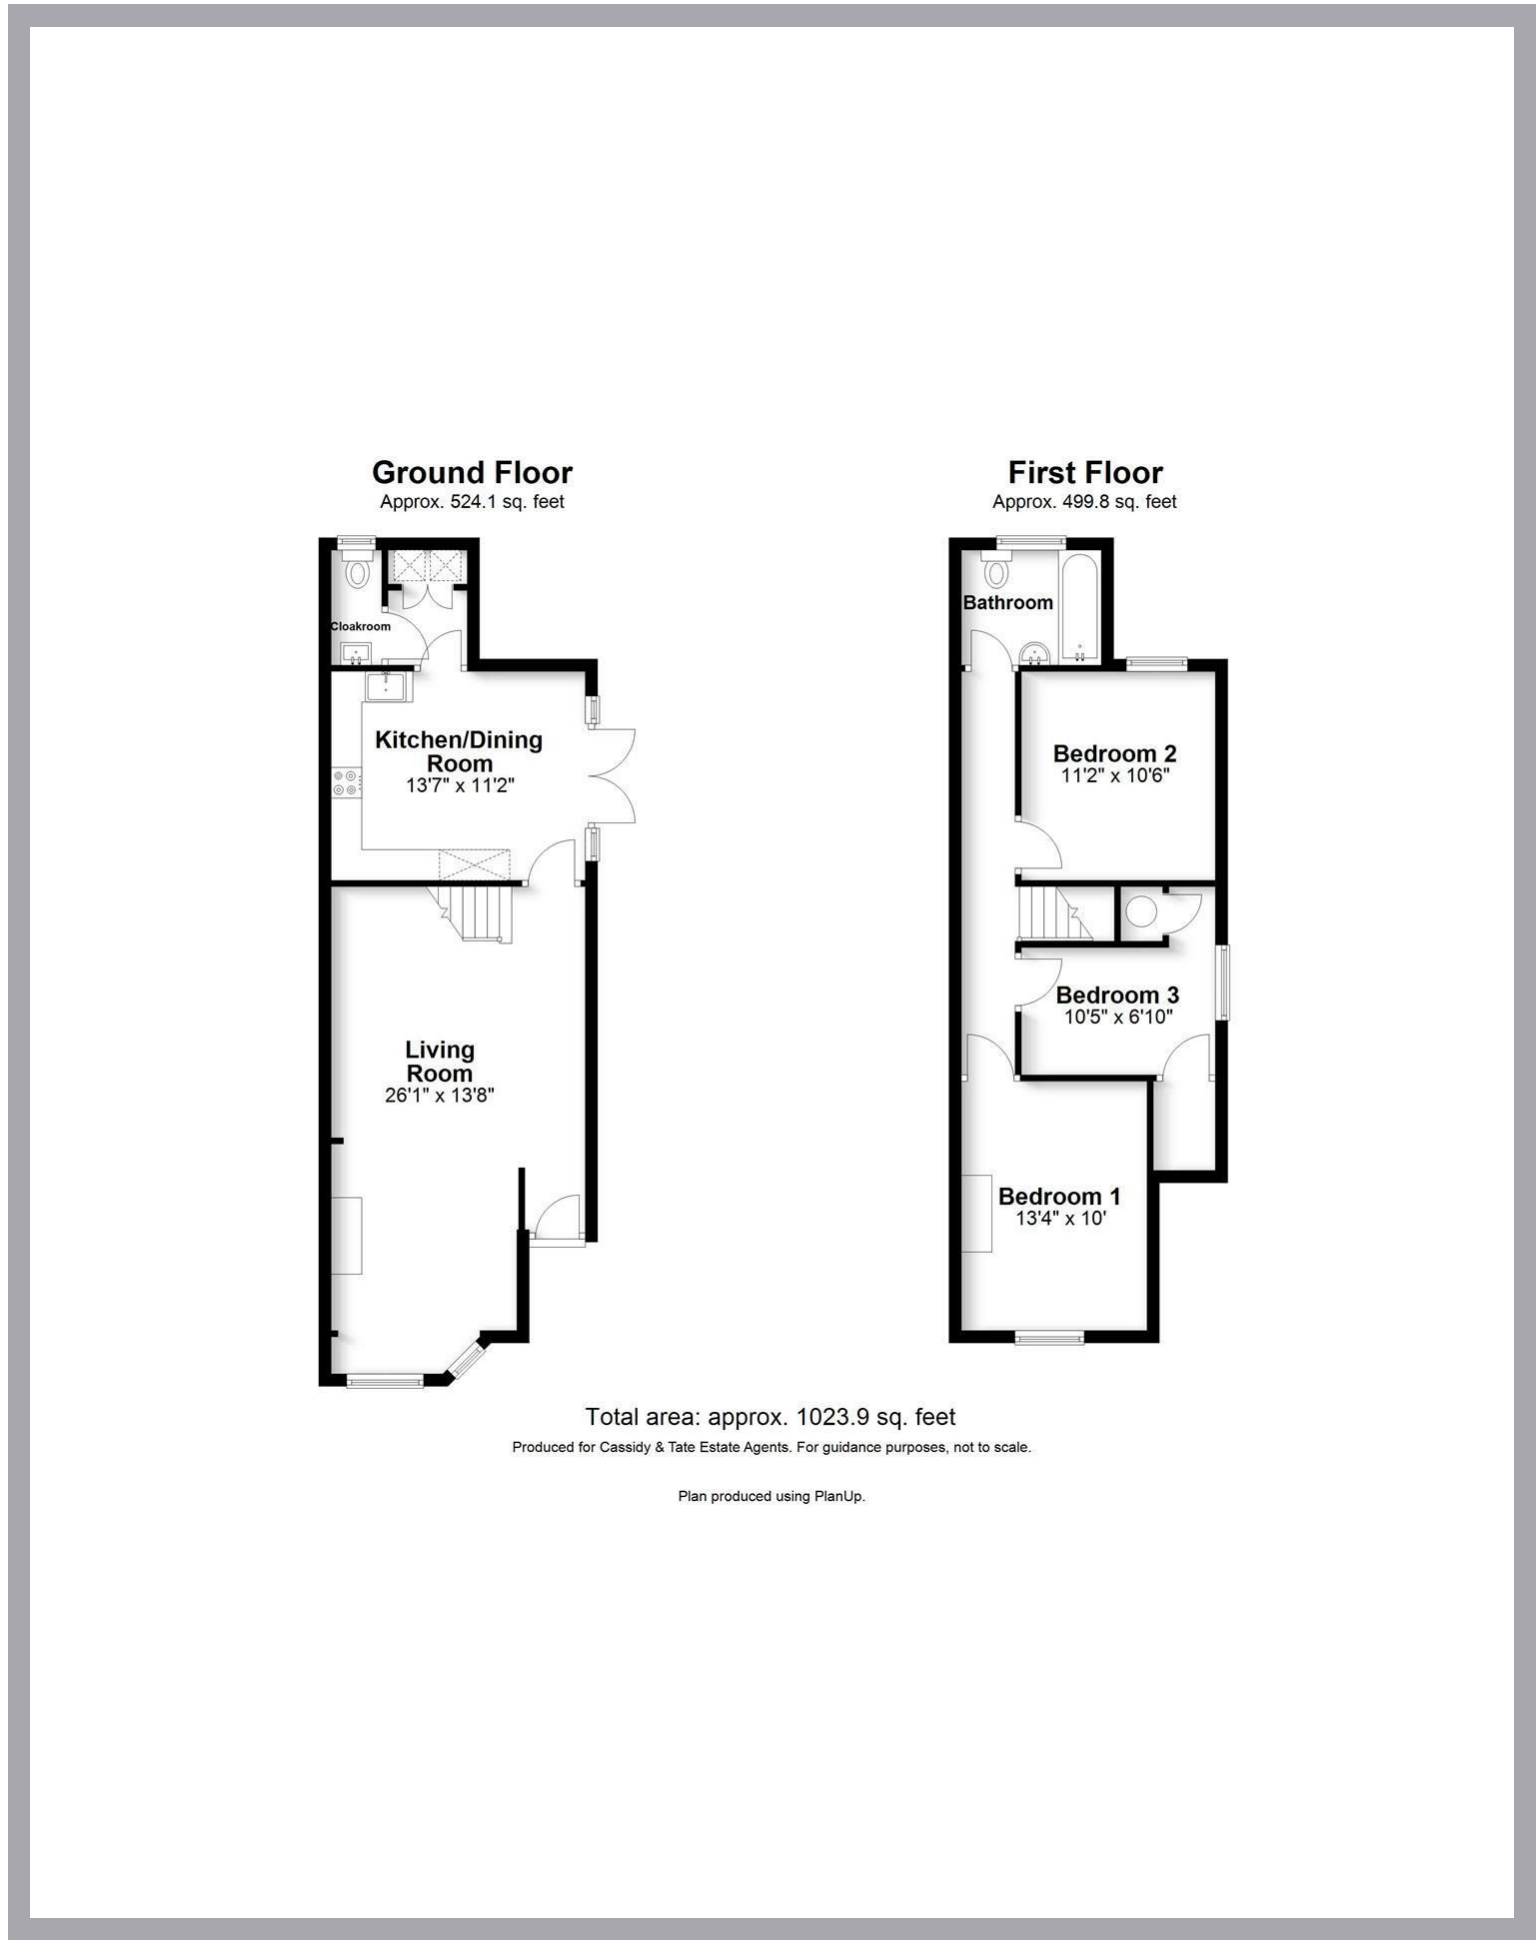 Ground Floor
Approx. 524.1 sq. feet
Cloakroom
Kitchen/Dining
Room
13'7" x 11'2"
Living
Room
26'1" x 13'8"
First Floor
Approx. 499.8 sq. feet
Bathroom
Bedroom 2
11'2" x 10'6"
Bedroom 3
10'5" x 6'10"
Bedroom 1
13'4" x 10'
Total area: approx. 1023.9 sq. feet
Produced for Cassidy & Tate Estate Agents. For guidance purposes, not to scale.
Plan produced using PlanUp.